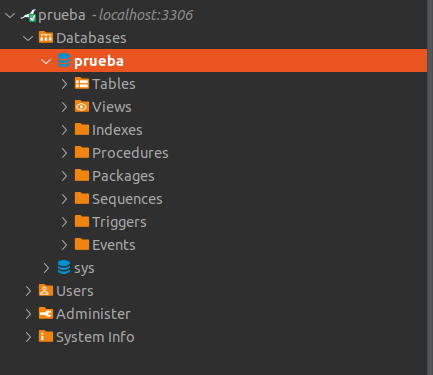 prueba - localhost:3306
Databases
prueba
Tables
Views
Indexes
Procedures
Packages
Sequences
Triggers
Events
sys
Users
Administer
System Info